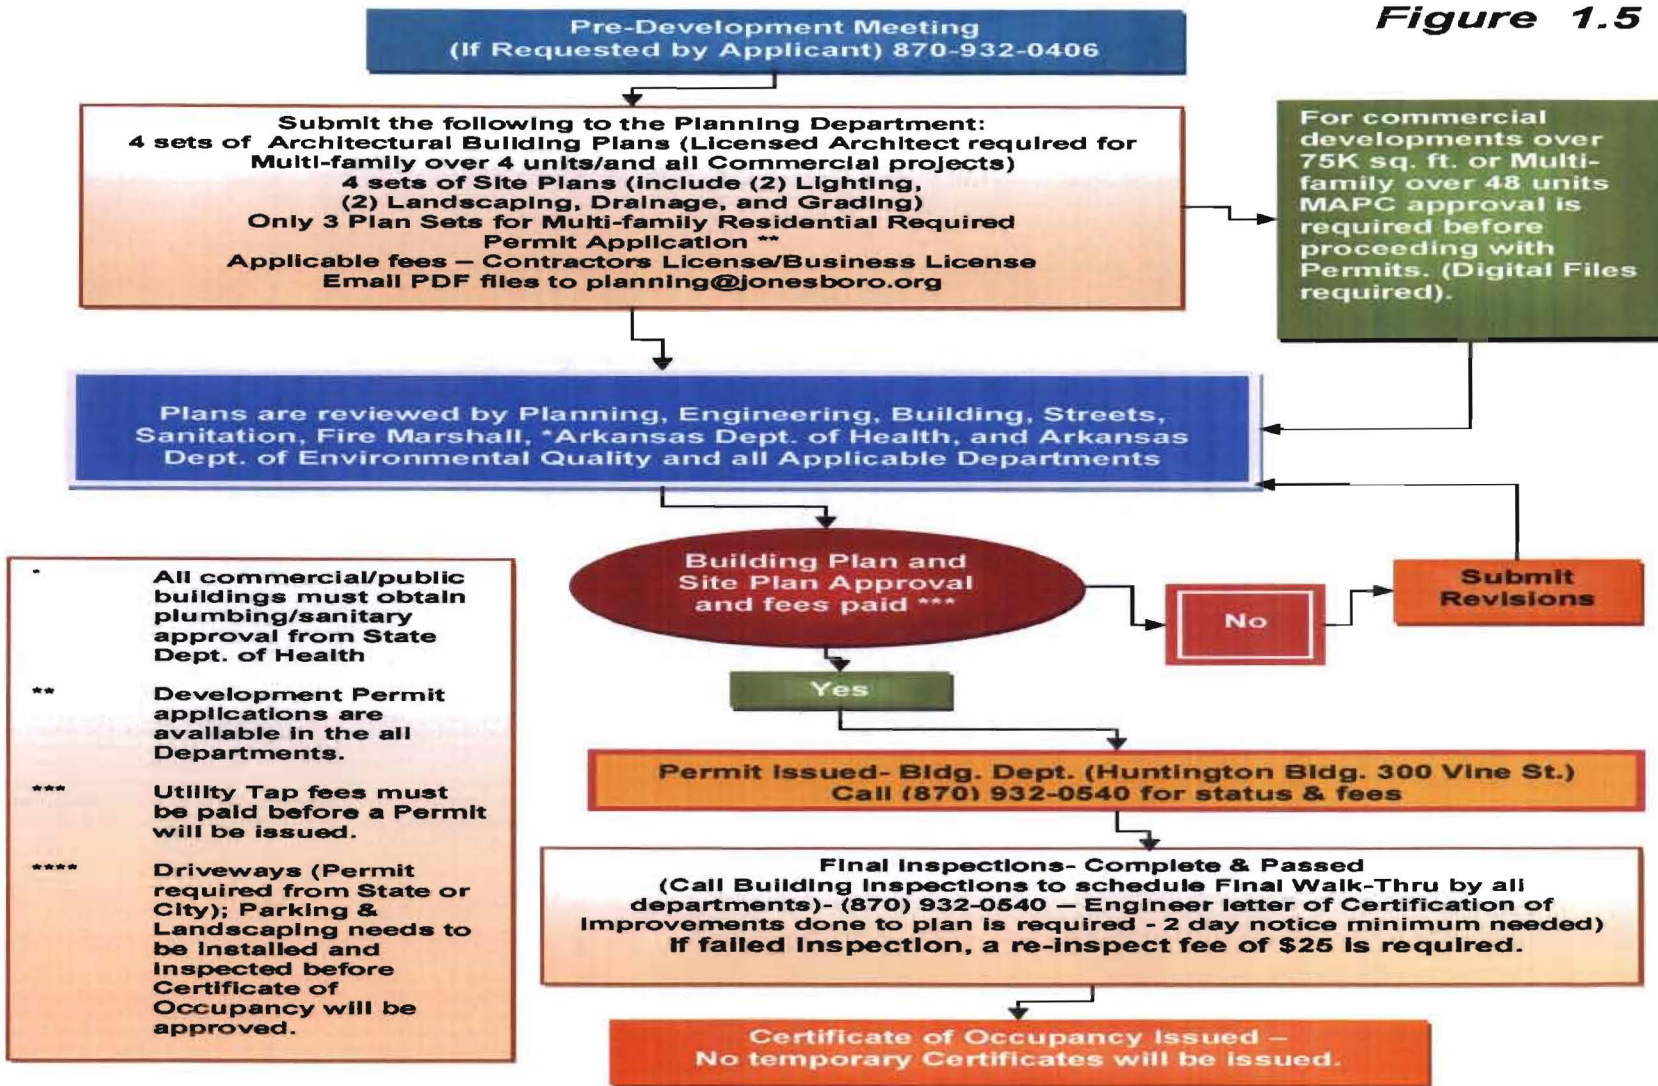 Figure 1.5
Pre-Development Meeting
(If Requested by Applicant) 870-932-0406
Submit the following to the Planning Department:
4 sets of Architectural Building Plans (Licensed Architect required for
Multi-family over 4 units/and all Commercial projects)
4 sets of Site Plans (include (2) Lighting,
(2) Landscaping, Drainage, and Grading)
Only 3 Plan Sets for Multi-family Residential Required
Permit Application **
Applicable fees – Contractors License/Business License
Email PDF files to planning@jonesboro.org
For commercial
developments over
75K sq. ft. or Multi-
family over 48 units
MAPC approval is
required before
proceeding with
Permits. (Digital Files
required).
Plans are reviewed by Planning, Engineering, Building, Streets,
Sanitation, Fire Marshall, *Arkansas Dept. of Health, and Arkansas
Dept. of Environmental Quality and all Applicable Departments
Building Plan and
Site Plan Approval
and fees paid ***
No
Submit
Revisions
Yes
Permit Issued- Bldg. Dept. (Huntington Bldg. 300 Vine St.)
Call (870) 932-0540 for status & fees
Final Inspections- Complete & Passed
(Call Building Inspections to schedule Final Walk-Thru by all
departments)- (870) 932-0540 – Engineer letter of Certification of
Improvements done to plan is required - 2 day notice minimum needed)
If failed Inspection, a re-inspect fee of $25 is required.
Certificate of Occupancy Issued –
No temporary Certificates will be issued.
* All commercial/public
buildings must obtain
plumbing/sanitary
approval from State
Dept. of Health
** Development Permit
applications are
available in the all
Departments.
*** Utility Tap fees must
be paid before a Permit
will be issued.
**** Driveways (Permit
required from State or
City); Parking &
Landscaping needs to
be installed and
Inspected before
Certificate of
Occupancy will be
approved.